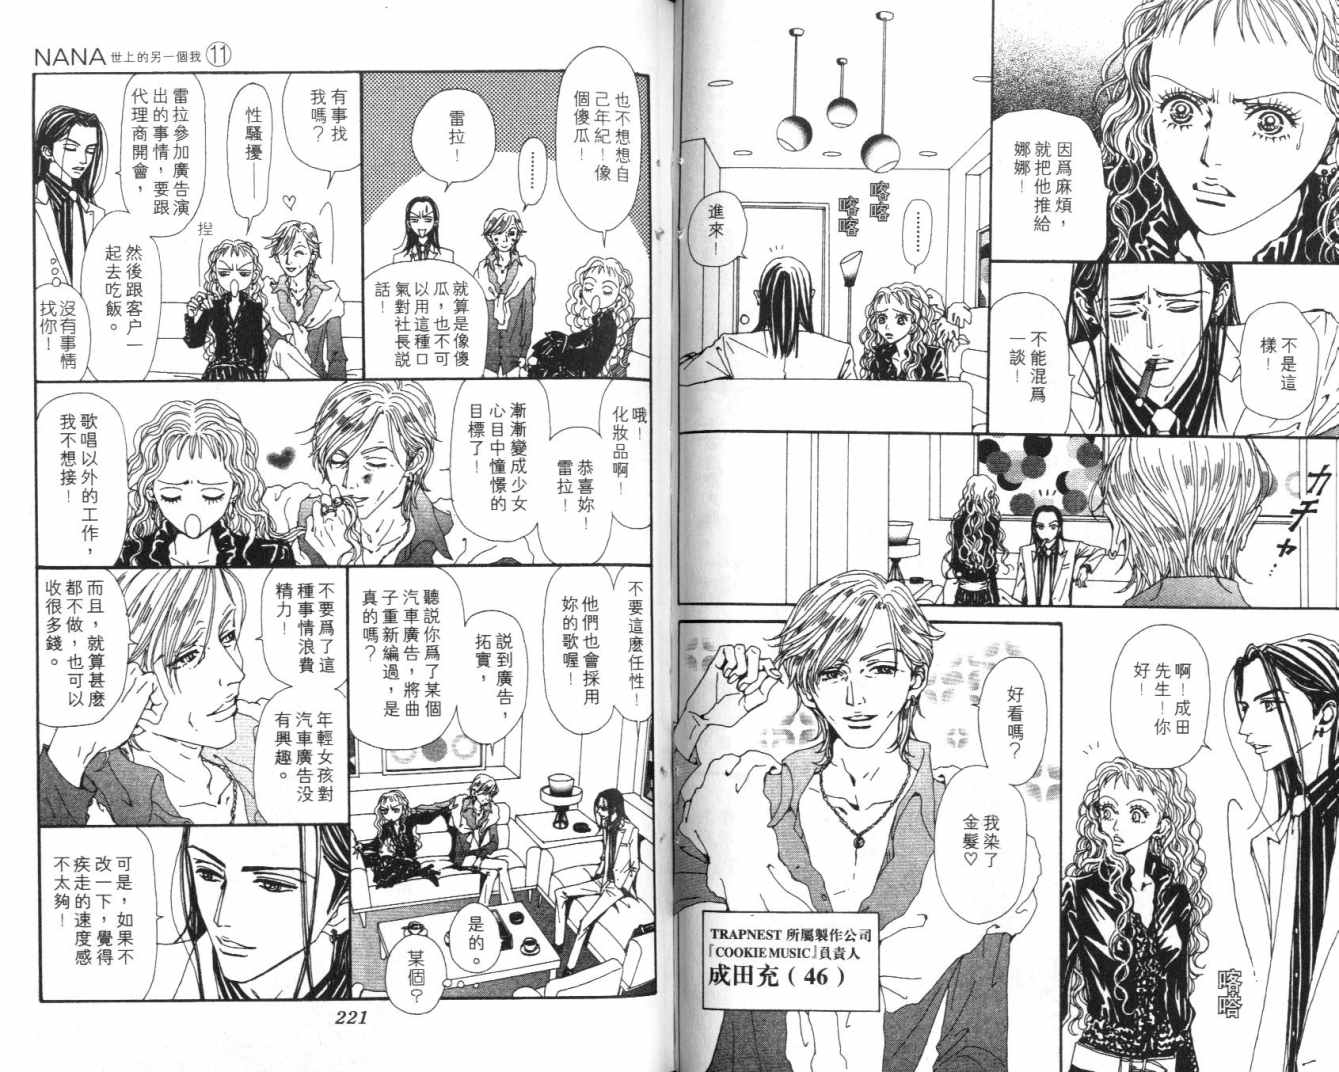 因爲麻煩，
就把他推給
娜娜！
不是這
樣！
不能混爲
一談！
………
喀喀
喀喀
進來！
カチャ…
啊！成田
先生！你
好！
喀喀
好看嗎？
我染了
金髮♡
TRAPNEST 所屬製作公司
『COOKIE MUSIC』負責人
成田充（46）
NANA 世上的另一個我 ⑪
也不想想自
己年紀！像
個傻瓜！
………
雷拉！
就算是像傻
瓜，也不可
以用這種口
氣對社長說
話！
有事找
我嗎？
♡
性騷擾——
捏
雷拉參加廣告演
出的事情，要跟
代理商開會，
然後跟客户一
起去吃飯。
沒有事情
找你！
哦！
化妝品啊！
恭喜妳！
雷拉！
漸漸變成少女
心目中憧憬的
目標了！
歌唱以外的工作，
我不想接！
不要這麼任性！
他們也會採用
妳的歌喔！
説到廣告，
拓實，
聽説你爲了某個
汽車廣告，將曲
子重新編過，是
真的嗎？
是的。
某個？
不要爲了這
種事情浪費
精力！
年輕女孩對
汽車廣告没
有興趣。
而且，就算甚麼
都不做，也可以
收很多錢。
可是，如果不
改一下，覺得
疾走的速度感
不太夠！
221